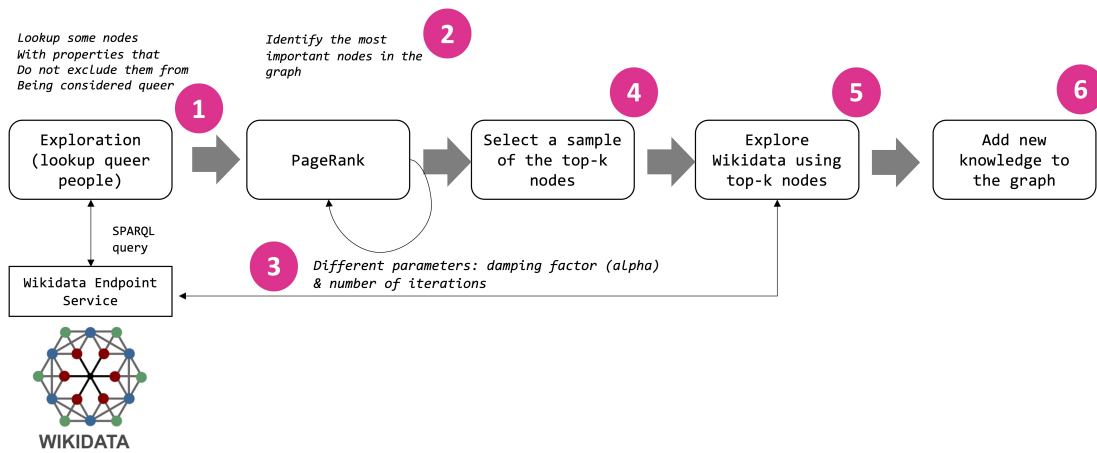 Lookup some nodes
With properties that
Do not exclude them from
Being considered queer
1
Exploration
(lookup queer
people)
SPARQL
query
Wikidata Endpoint
Service
WIKIDATA
Identify the most
important nodes in the
graph
2
PageRank
3
Different parameters: damping factor (alpha)
& number of iterations
4
Select a sample
of the top-k
nodes
5
Explore
Wikidata using
top-k nodes
6
Add new
knowledge to
the graph